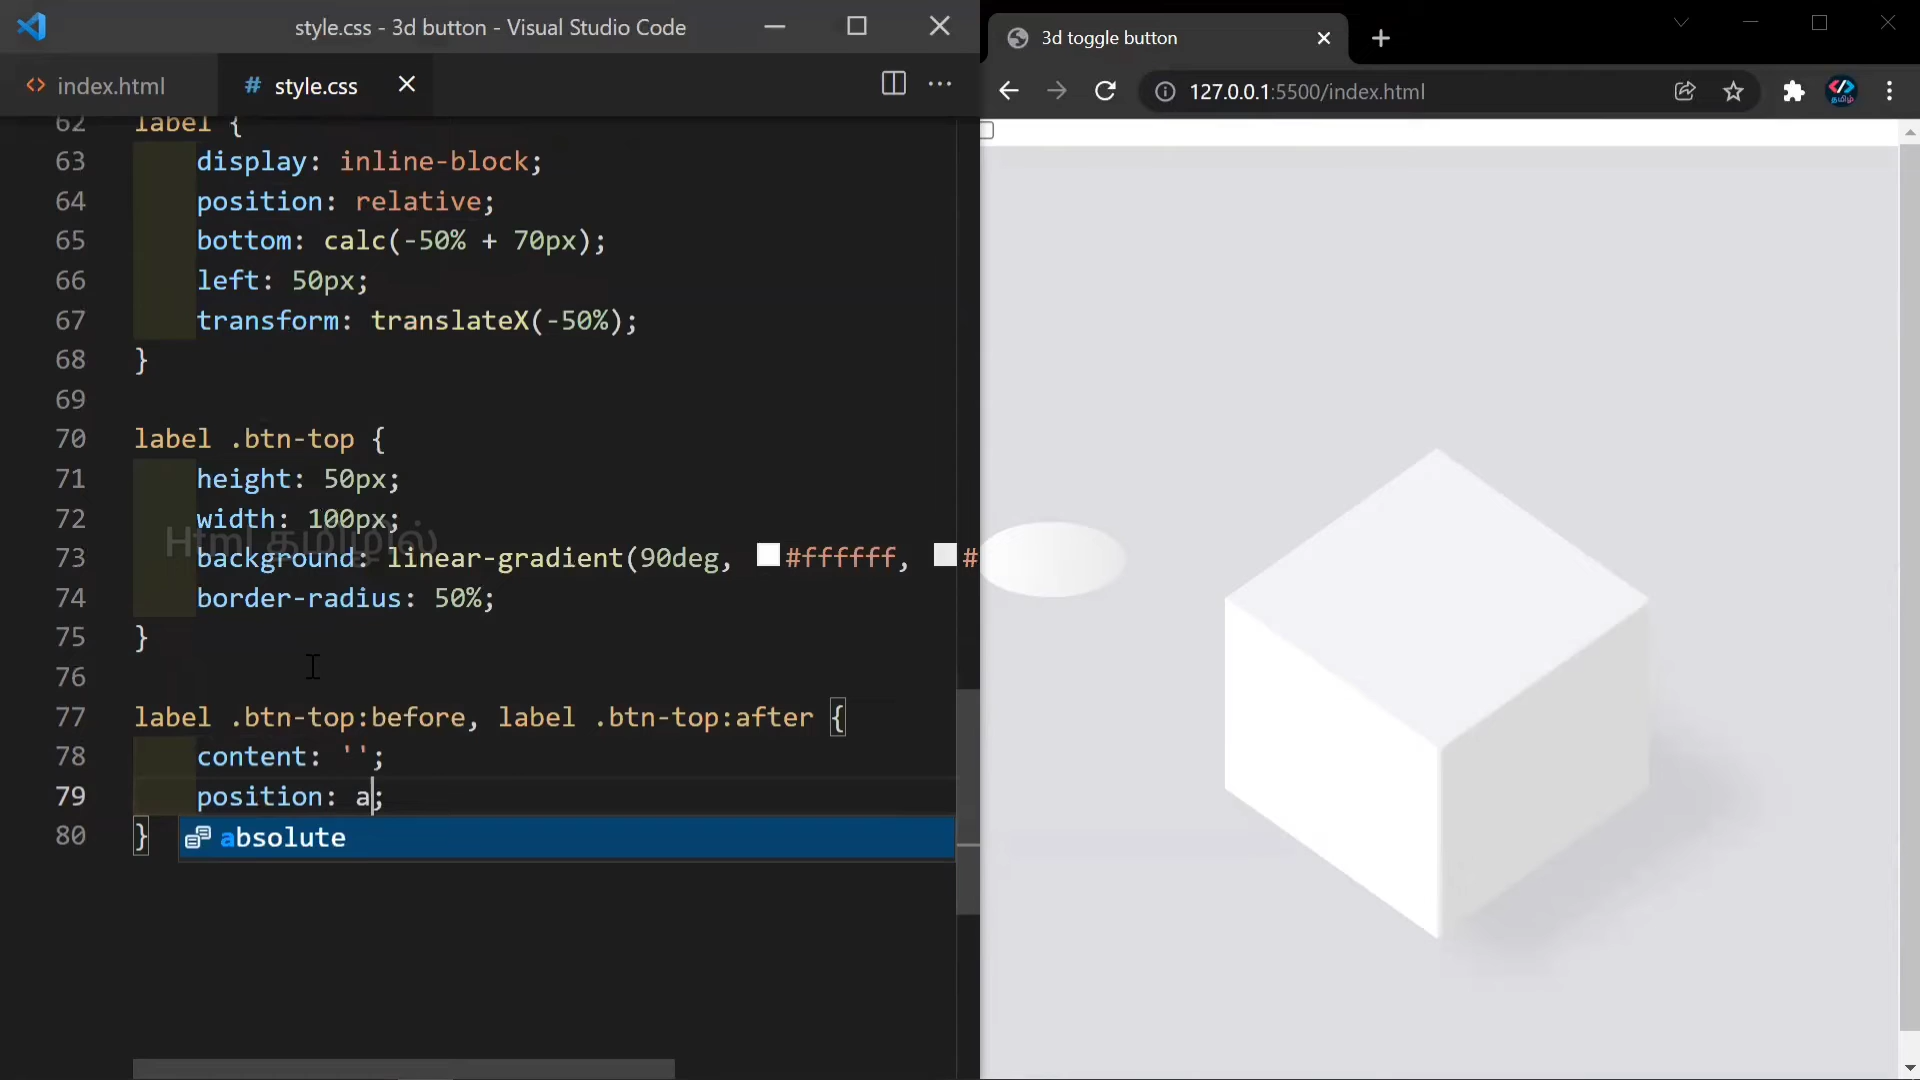 style.css - 3d button - Visual Studio Code
index.html
# style.css
62 label {
63 display: inline-block;
64 position: relative;
65 bottom: calc(-50% + 70px);
66 left: 50px;
67 transform: translateX(-50%);
68 }
69
70 label .btn-top {
71 height: 50px;
72 width: 100px;
Html தமிழில்
73 background: linear-gradient(90deg, #ffffff, #
74 border-radius: 50%;
75 }
76
77 label .btn-top:before, label .btn-top:after {
78 content: '';
79 position: a;
80 }
absolute
3d toggle button
127.0.0.1:5500/index.html
தமிழ்